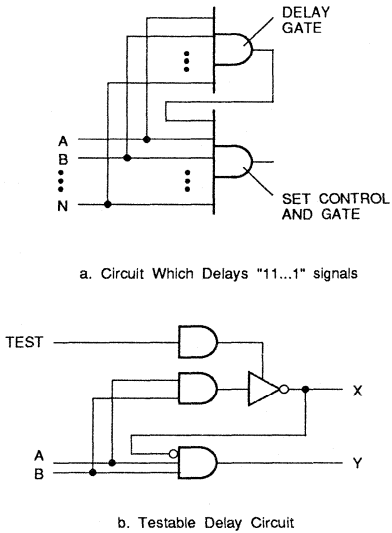 DELAY
GATE
A
B
N
SET CONTROL
AND GATE
a. Circuit Which Delays "11...1" signals
TEST
X
A
B
Y
b. Testable Delay Circuit